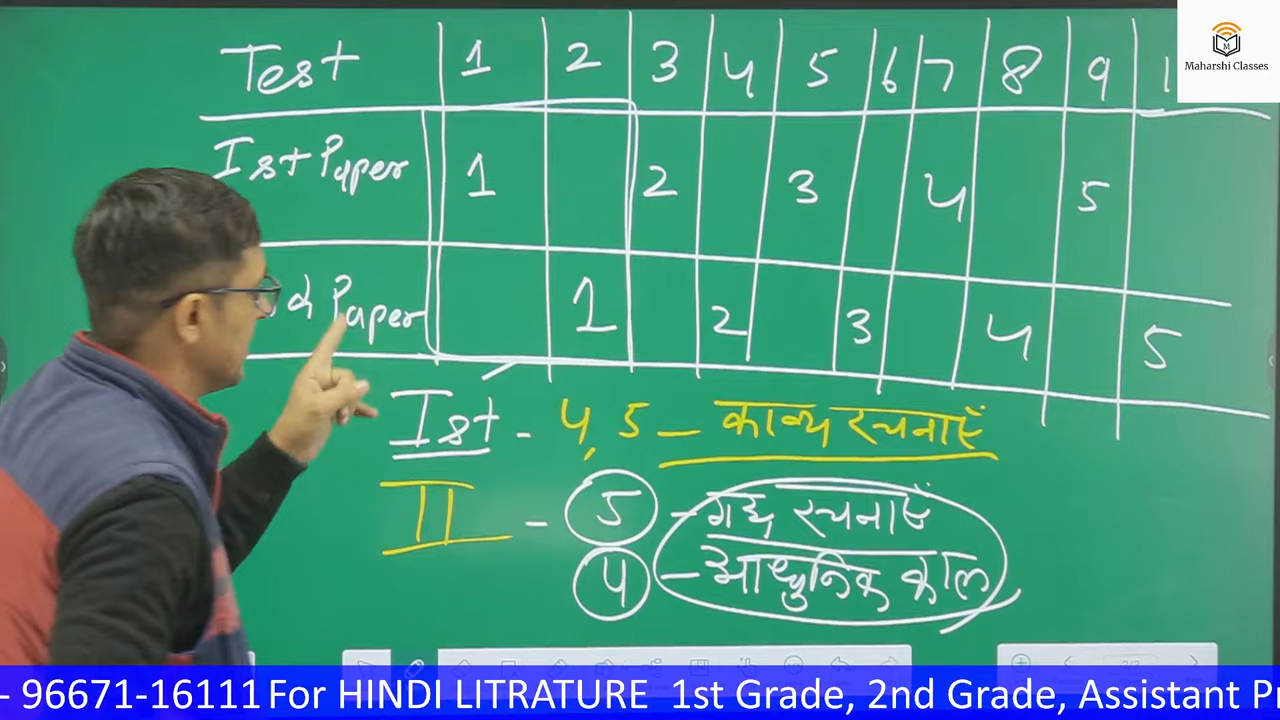 Test 1 2 3 4 5 6 7 8 9 1
M
Maharshi Classes
Ist Paper 1 2 3 4 5
d Paper 1 2 3 4 5
Ist - 4, 5 - काव्य रचनाएँ
II - 5 - गद्य रचनाएँ
4 - आधुनिक काल
- 96671-16111 For HINDI LITRATURE 1st Grade, 2nd Grade, Assistant P